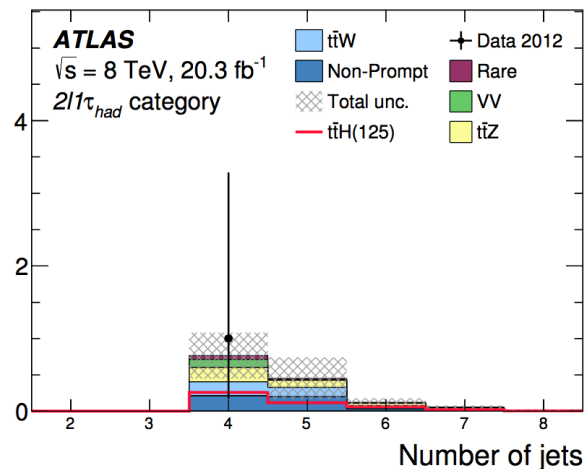 ATLAS
√s = 8 TeV, 20.3 fb⁻¹
2l1τhad category
tt̄W
Non-Prompt
Total unc.
tt̄H(125)
Data 2012
Rare
VV
tt̄Z
4
2
0
2 3 4 5 6 7 8
Number of jets